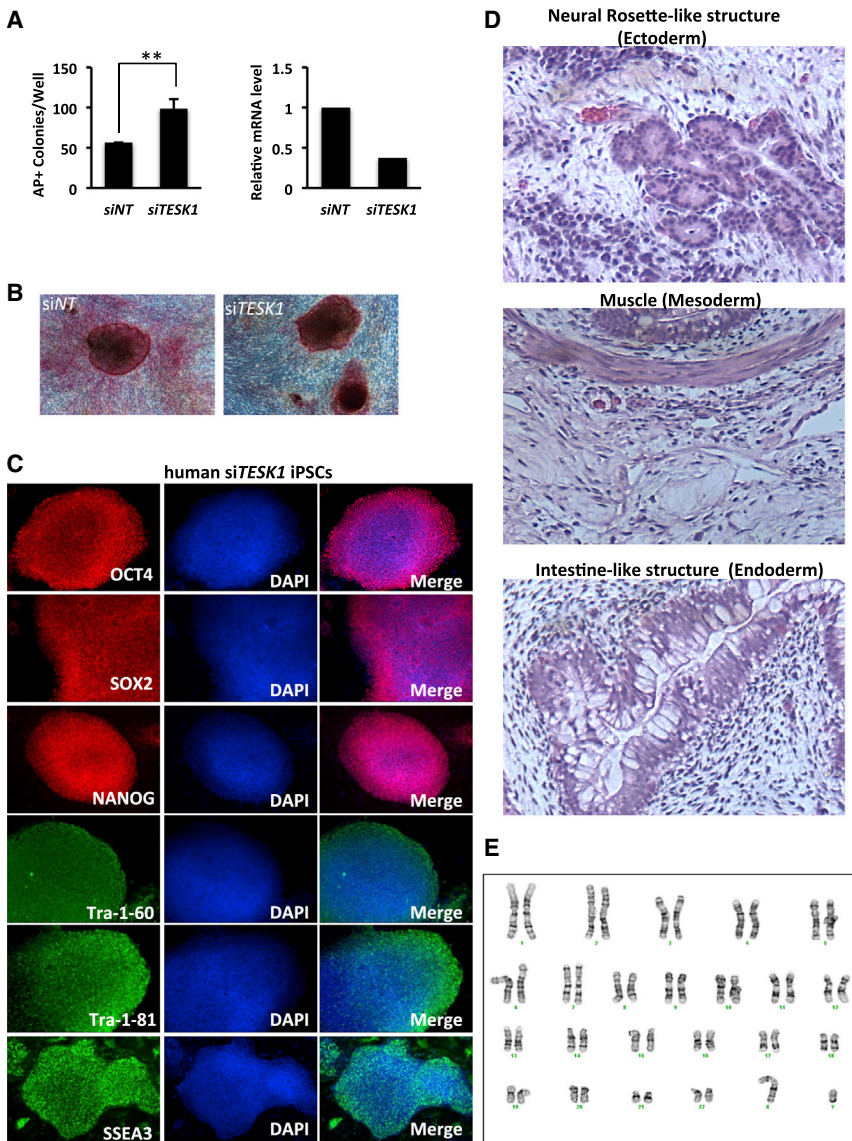 A
AP+ Colonies/Well
150
100
50
0
**
siNT siTESK1
Relative mRNA level
1.5
1
0.5
0
siNT siTESK1
B
siNT
siTESK1
C
human siTESK1 iPSCs
OCT4 DAPI Merge
SOX2 DAPI Merge
NANOG DAPI Merge
Tra-1-60 DAPI Merge
Tra-1-81 DAPI Merge
SSEA3 DAPI Merge
D
Neural Rosette-like structure
(Ectoderm)
Muscle (Mesoderm)
Intestine-like structure (Endoderm)
E
1 2 3 4 5
6 7 8 9 10 11 12
13 14 15 16 17 18
19 20 21 22 X Y